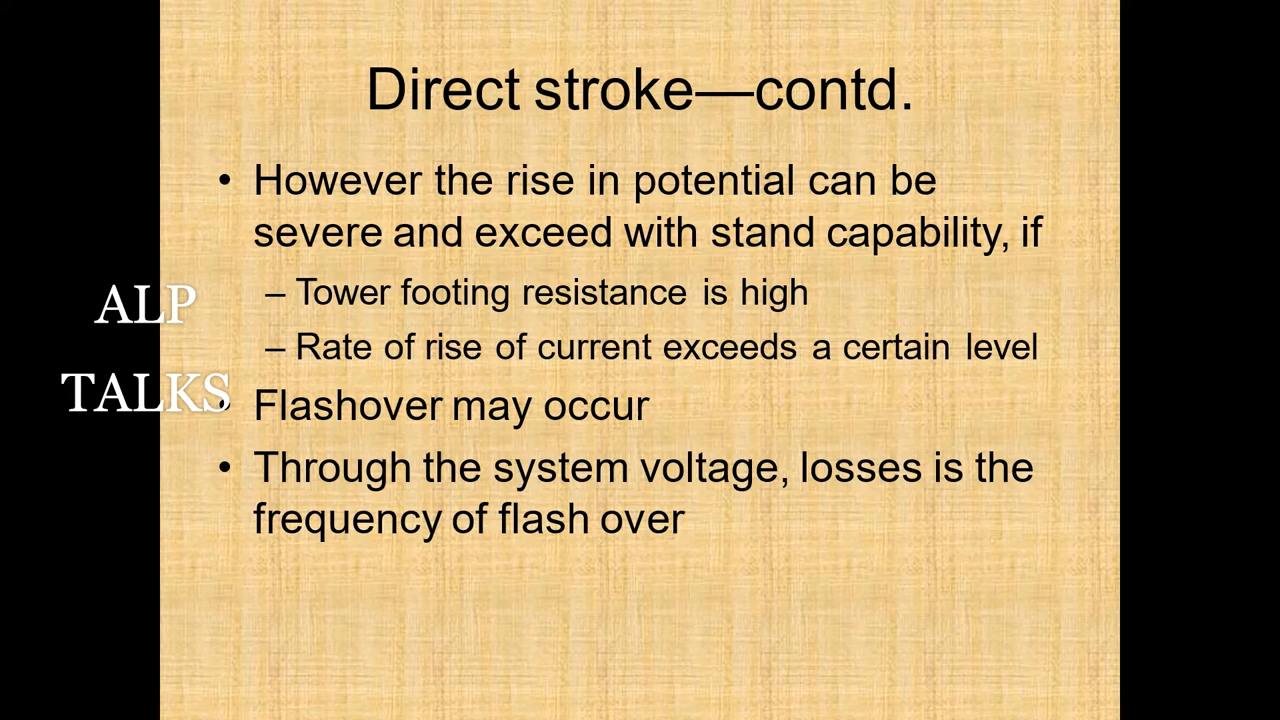 Direct stroke—contd.
• However the rise in potential can be
severe and exceed with stand capability, if
– Tower footing resistance is high
– Rate of rise of current exceeds a certain level
• Flashover may occur
• Through the system voltage, losses is the
frequency of flash over
ALP
TALKS